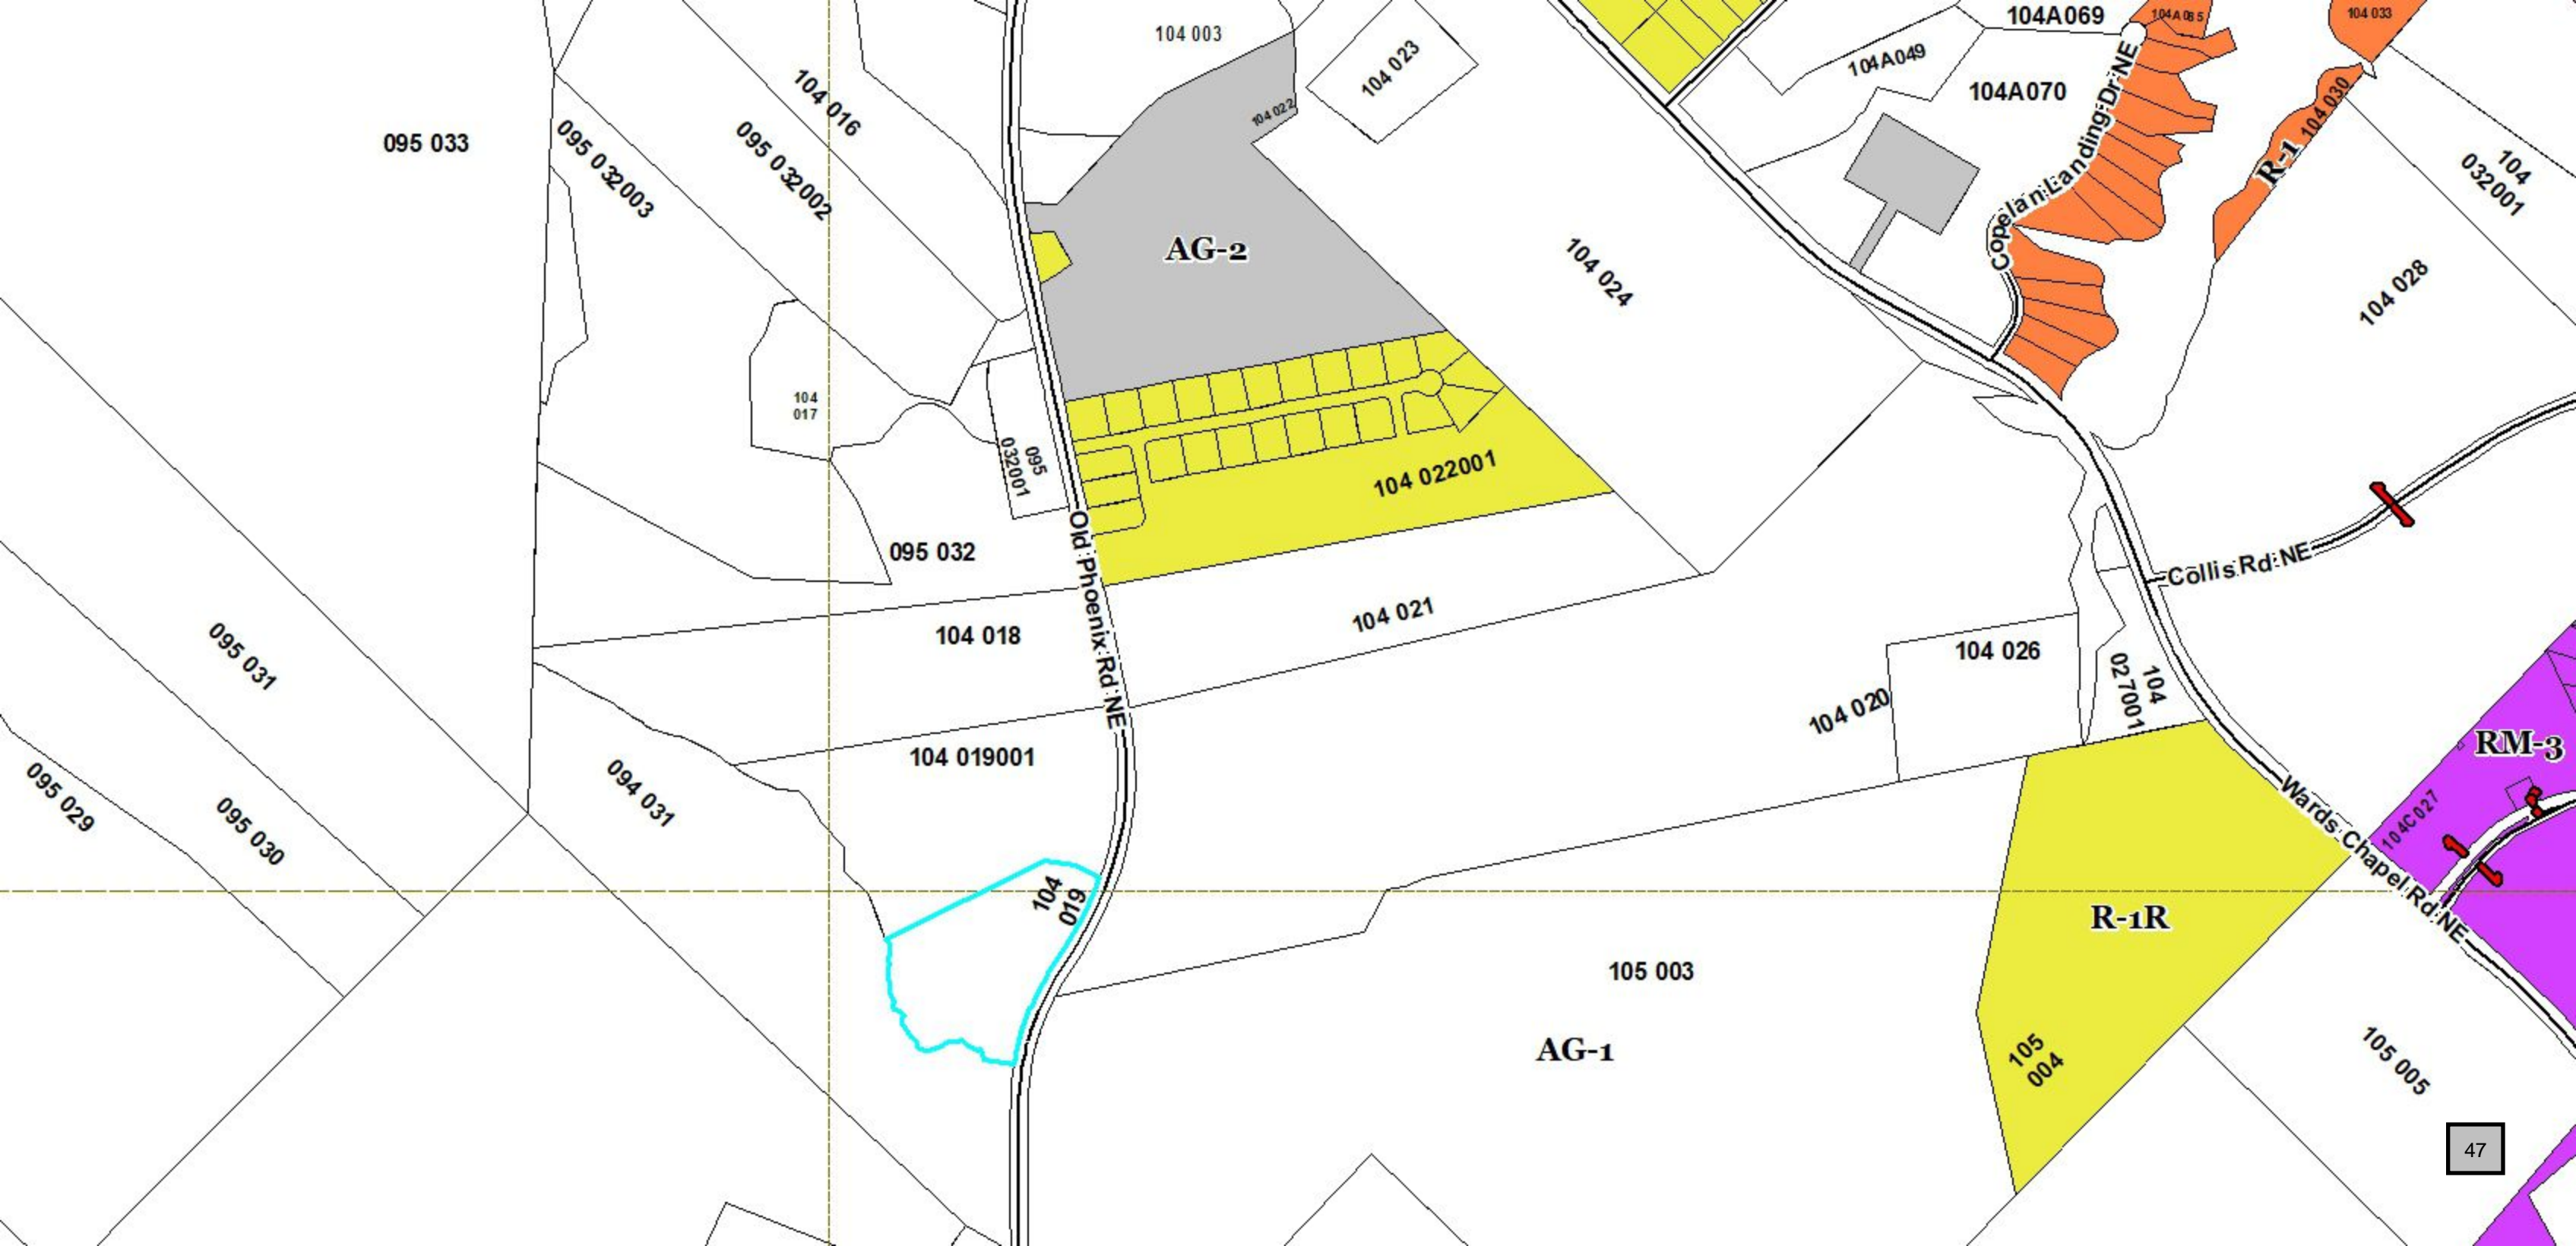 104A069
104A085
104 033
104 003
104 023
104A049
104 016
104A070
104 022
104 030
095 033
095 032003
095 032002
Copelan Landing Dr NE
R-1
104
032001
AG-2
104 024
104 028
104
017
095
032001
104 022001
095 032
Old Phoenix Rd NE
Collis Rd NE
104 018
104 021
104 026
095 031
104
027001
104 020
RM-3
104 019001
094 031
095 029
095 030
Wards Chapel Rd NE
104C 027
104
019
R-1R
105 003
AG-1
105
004
105 005
47